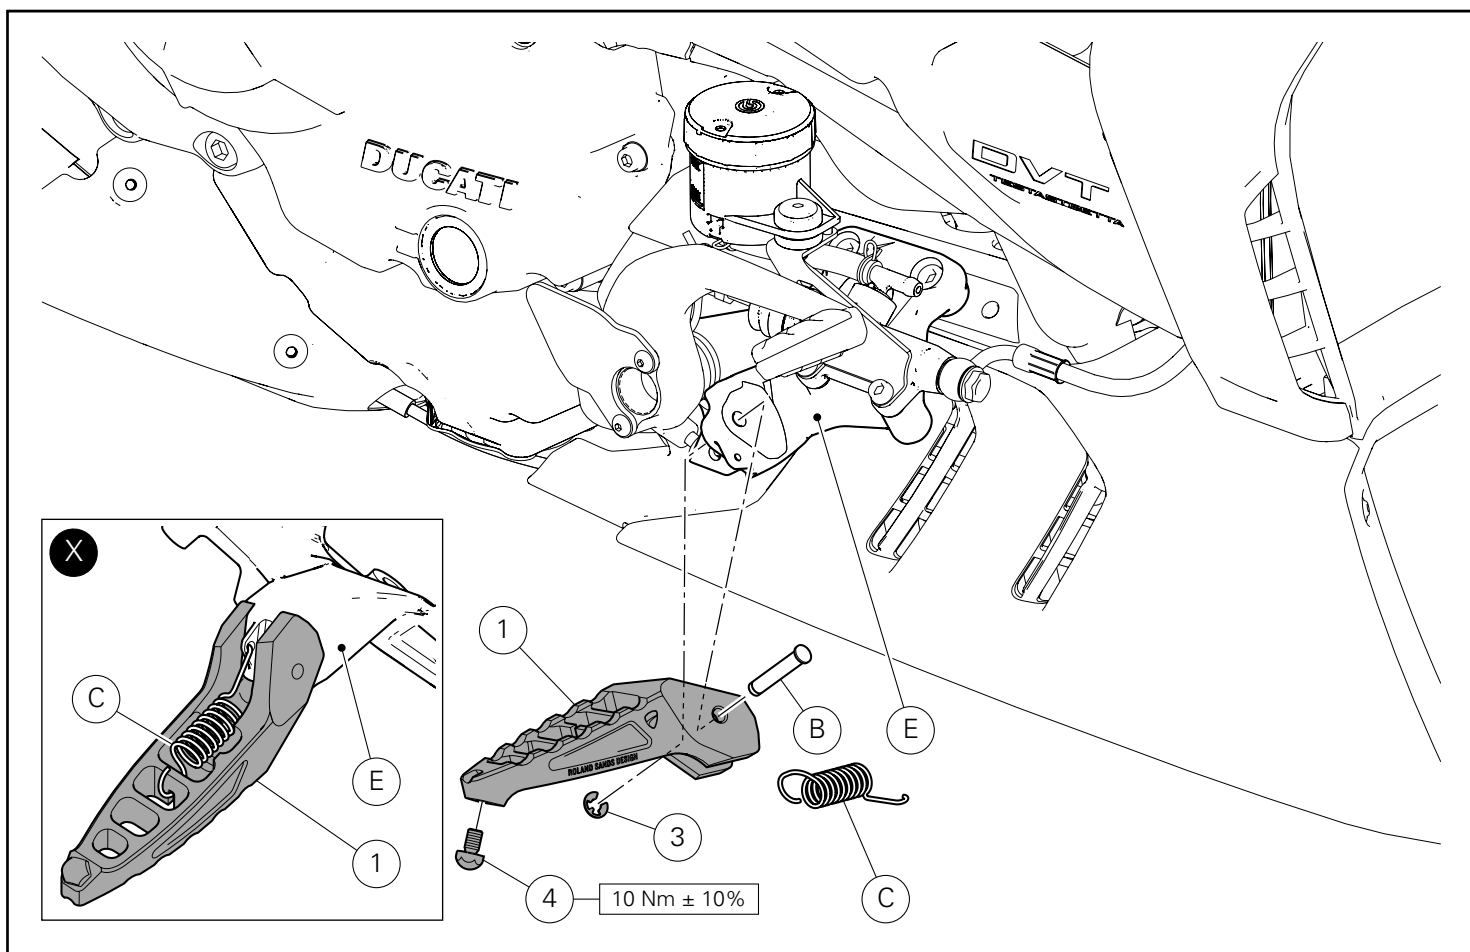 DUCATI
DVT
TESTASTRETTA
X
C
E
1
1
B
E
ROLAND SANDS DESIGN
3
C
4
10 Nm ± 10%